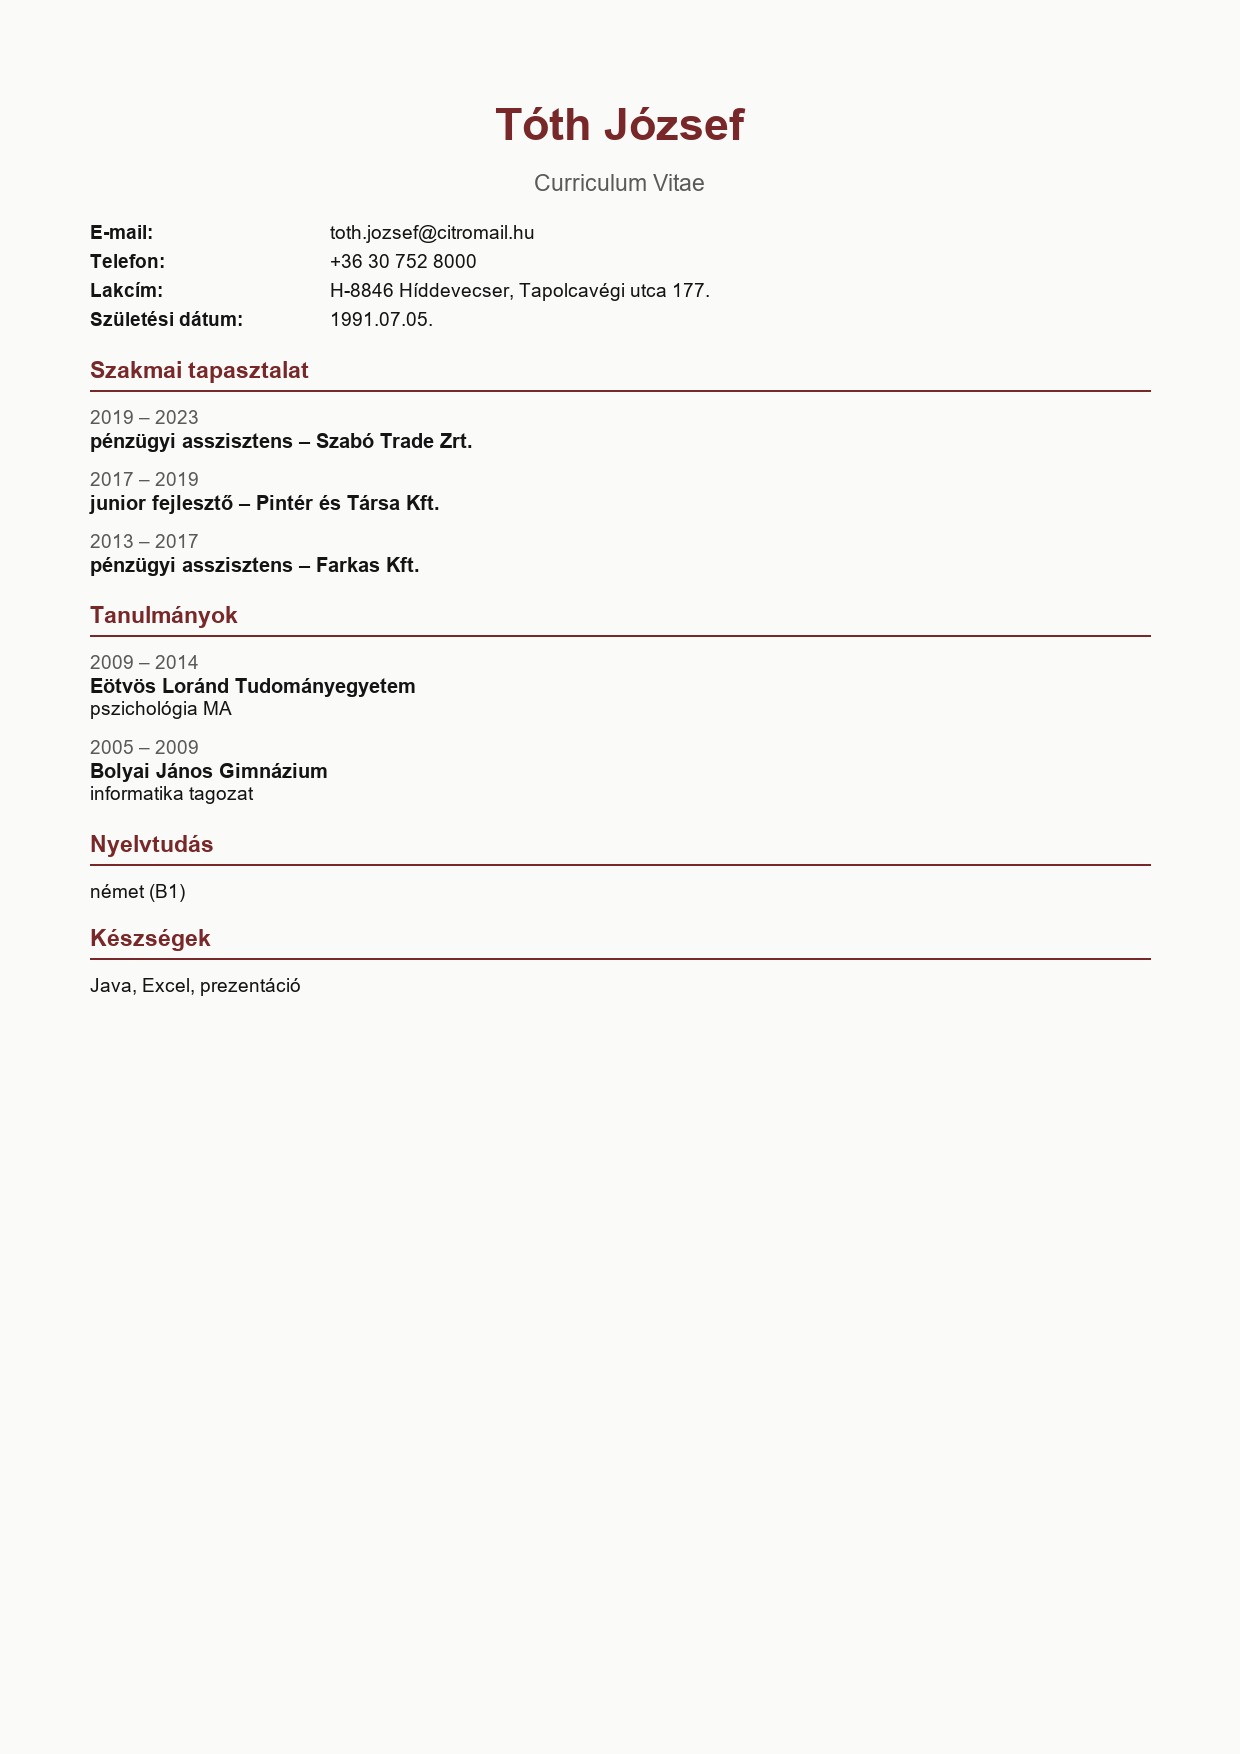 Tóth József
Curriculum Vitae
E-mail: toth.jozsef@citromail.hu
Telefon: +36 30 752 8000
Lakcím: H-8846 Híddevecser, Tapolcavégi utca 177.
Születési dátum: 1991.07.05.
Szakmai tapasztalat
2019 – 2023
pénzügyi asszisztens – Szabó Trade Zrt.
2017 – 2019
junior fejlesztő – Pintér és Társa Kft.
2013 – 2017
pénzügyi asszisztens – Farkas Kft.
Tanulmányok
2009 – 2014
Eötvös Loránd Tudományegyetem
pszichológia MA
2005 – 2009
Bolyai János Gimnázium
informatika tagozat
Nyelvtudás
német (B1)
Készségek
Java, Excel, prezentáció